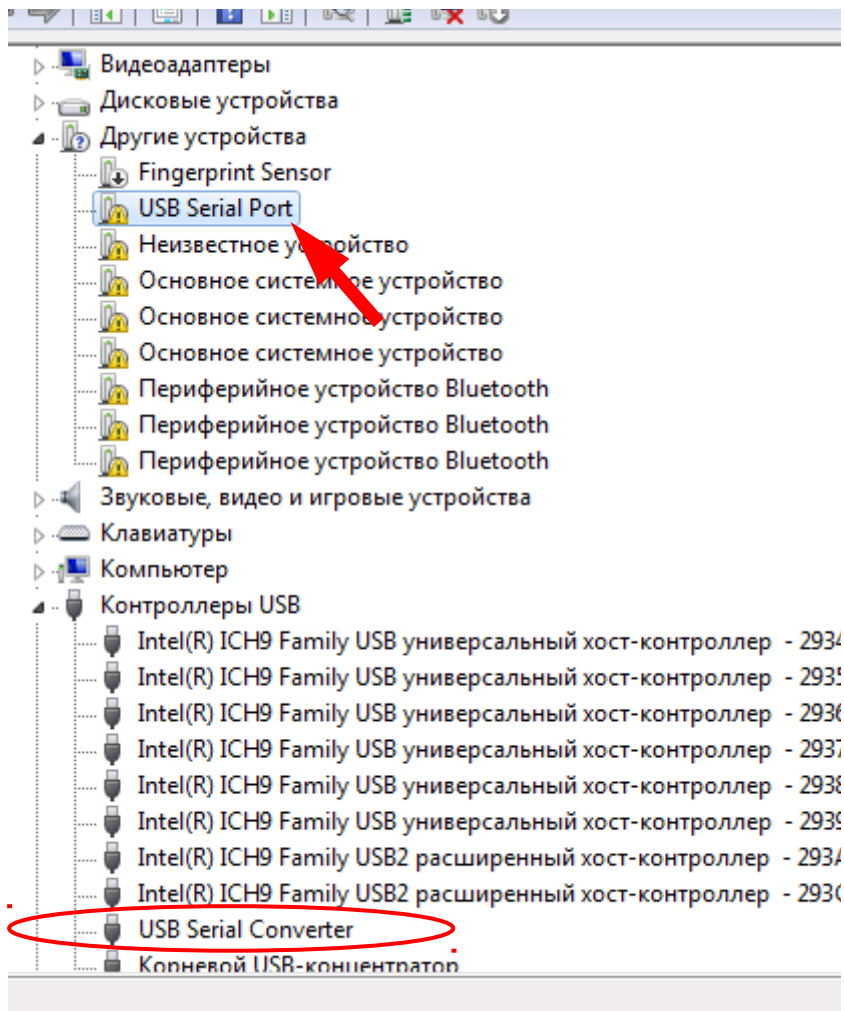 Видеоадаптеры
Дисковые устройства
Другие устройства
Fingerprint Sensor
USB Serial Port
Неизвестное устройство
Основное системное устройство
Основное системное устройство
Основное системное устройство
Периферийное устройство Bluetooth
Периферийное устройство Bluetooth
Периферийное устройство Bluetooth
Звуковые, видео и игровые устройства
Клавиатуры
Компьютер
Контроллеры USB
Intel(R) ICH9 Family USB универсальный хост-контроллер - 2934
Intel(R) ICH9 Family USB универсальный хост-контроллер - 2935
Intel(R) ICH9 Family USB универсальный хост-контроллер - 2936
Intel(R) ICH9 Family USB универсальный хост-контроллер - 2937
Intel(R) ICH9 Family USB универсальный хост-контроллер - 2938
Intel(R) ICH9 Family USB универсальный хост-контроллер - 2939
Intel(R) ICH9 Family USB2 расширенный хост-контроллер - 293A
Intel(R) ICH9 Family USB2 расширенный хост-контроллер - 293C
USB Serial Converter
Корневой USB-концентратор